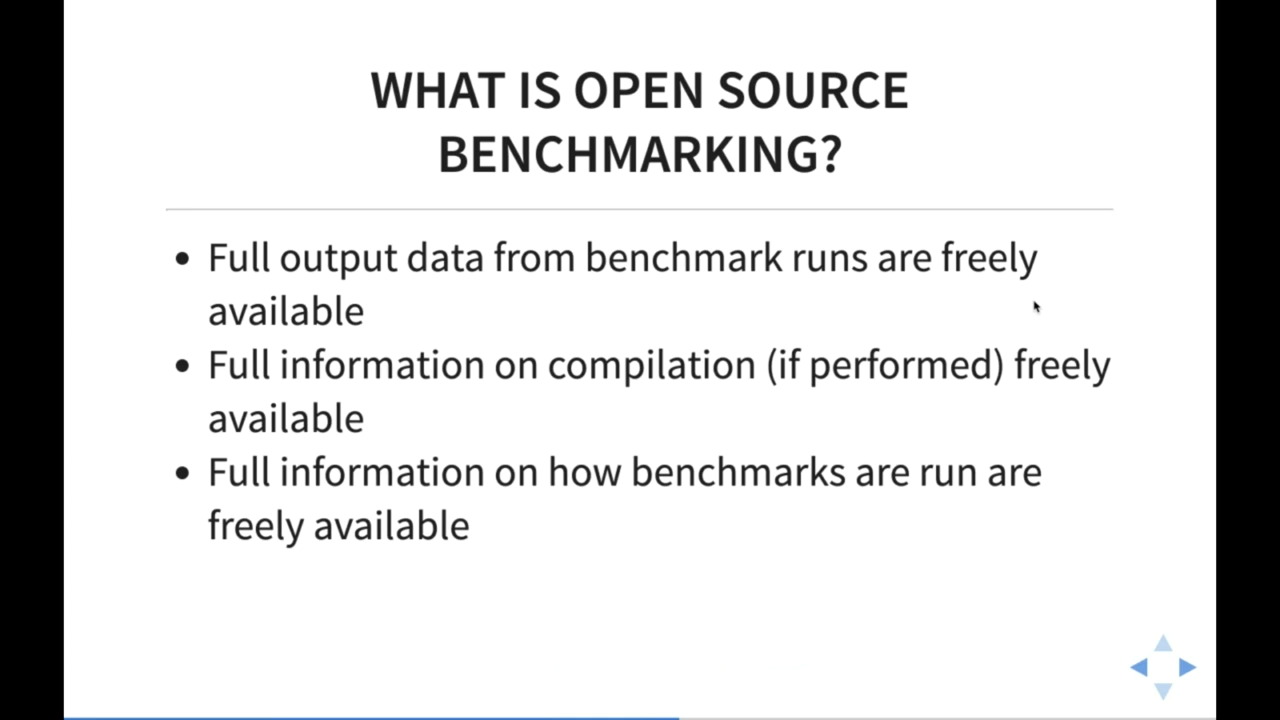 WHAT IS OPEN SOURCE
BENCHMARKING?
• Full output data from benchmark runs are freely
available
• Full information on compilation (if performed) freely
available
• Full information on how benchmarks are run are
freely available